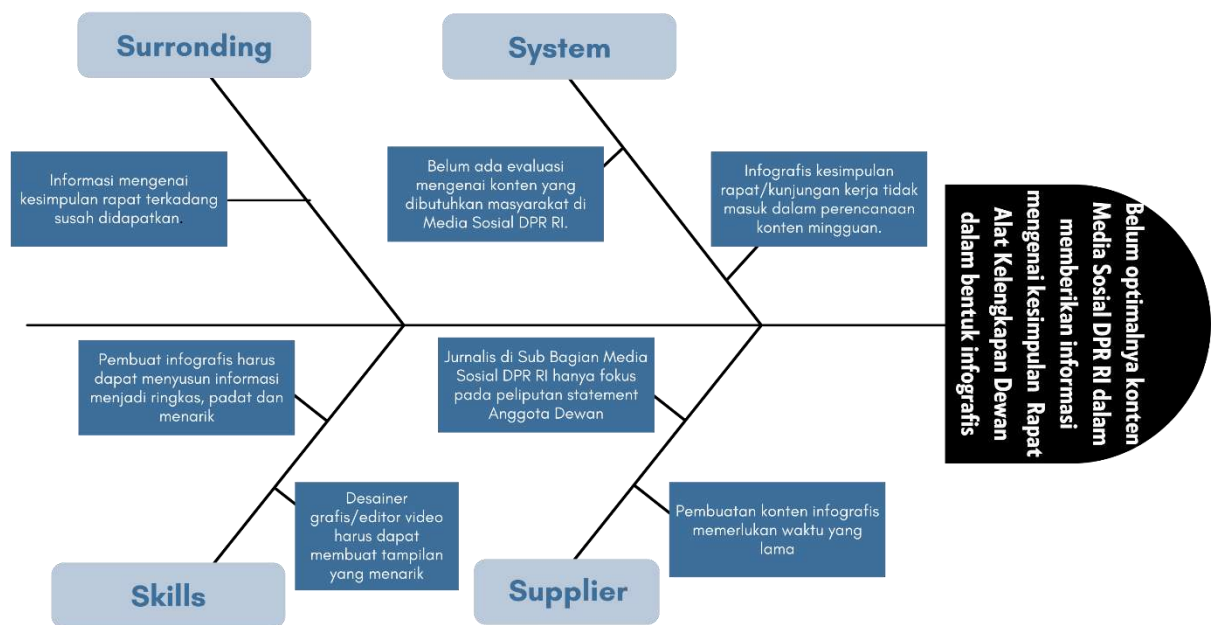 Surronding
System
Informasi mengenai
kesimpulan rapat terkadang
susah didapatkan.
Belum ada evaluasi
mengenai konten yang
dibutuhkan masyarakat di
Media Sosial DPR RI.
Infografis kesimpulan
rapat/kunjungan kerja tidak
masuk dalam perencanaan
konten mingguan.
Belum optimalnya konten
Media Sosial DPR RI dalam
memberikan informasi
mengenai kesimpulan Rapat
Alat Kelengkapan Dewan
dalam bentuk infografis
Pembuat infografis harus
dapat menyusun informasi
menjadi ringkas, padat dan
menarik
Jurnalis di Sub Bagian Media
Sosial DPR RI hanya fokus
pada peliputan statement
Anggota Dewan
Desainer
grafis/editor video
harus dapat
membuat tampilan
yang menarik
Pembuatan konten infografis
memerlukan waktu yang
lama
Skills
Supplier